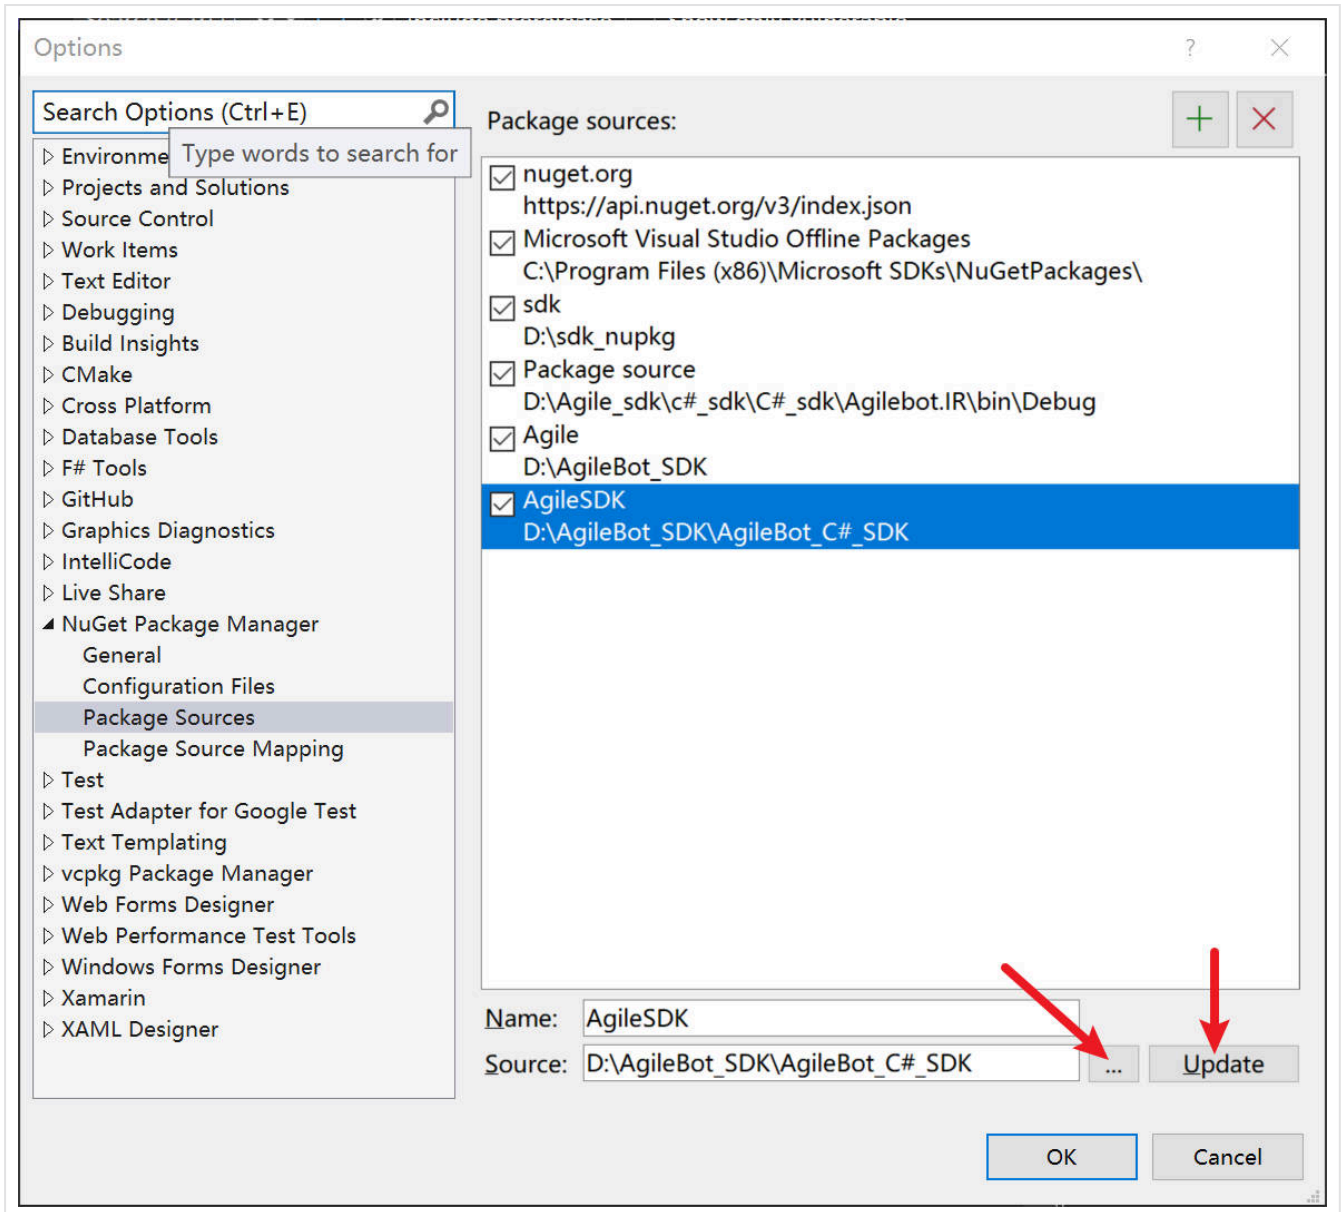 Options
?
Search Options (Ctrl+E)
Type words to search for
Environme
Projects and Solutions
Source Control
Work Items
Text Editor
Debugging
Build Insights
CMake
Cross Platform
Database Tools
F# Tools
GitHub
Graphics Diagnostics
IntelliCode
Live Share
NuGet Package Manager
General
Configuration Files
Package Sources
Package Source Mapping
Test
Test Adapter for Google Test
Text Templating
vcpkg Package Manager
Web Forms Designer
Web Performance Test Tools
Windows Forms Designer
Xamarin
XAML Designer
Package sources:
nuget.org
https://api.nuget.org/v3/index.json
Microsoft Visual Studio Offline Packages
C:\Program Files (x86)\Microsoft SDKs\NuGetPackages\
sdk
D:\sdk_nupkg
Package source
D:\Agile_sdk\c#_sdk\C#_sdk\Agilebot.IR\bin\Debug
Agile
D:\AgileBot_SDK
AgileSDK
D:\AgileBot_SDK\AgileBot_C#_SDK
Name: AgileSDK
Source: D:\AgileBot_SDK\AgileBot_C#_SDK
...
Update
OK
Cancel